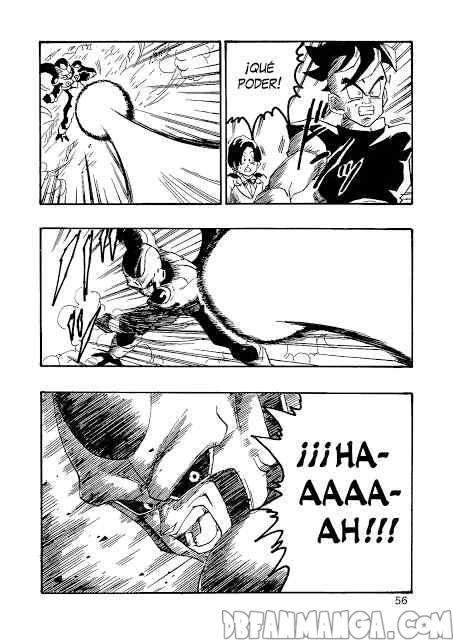 ¡QUÉ
PODER!
¡¡¡HA-
AAAA-
AH!!!
56
DBFANMANGA.COM